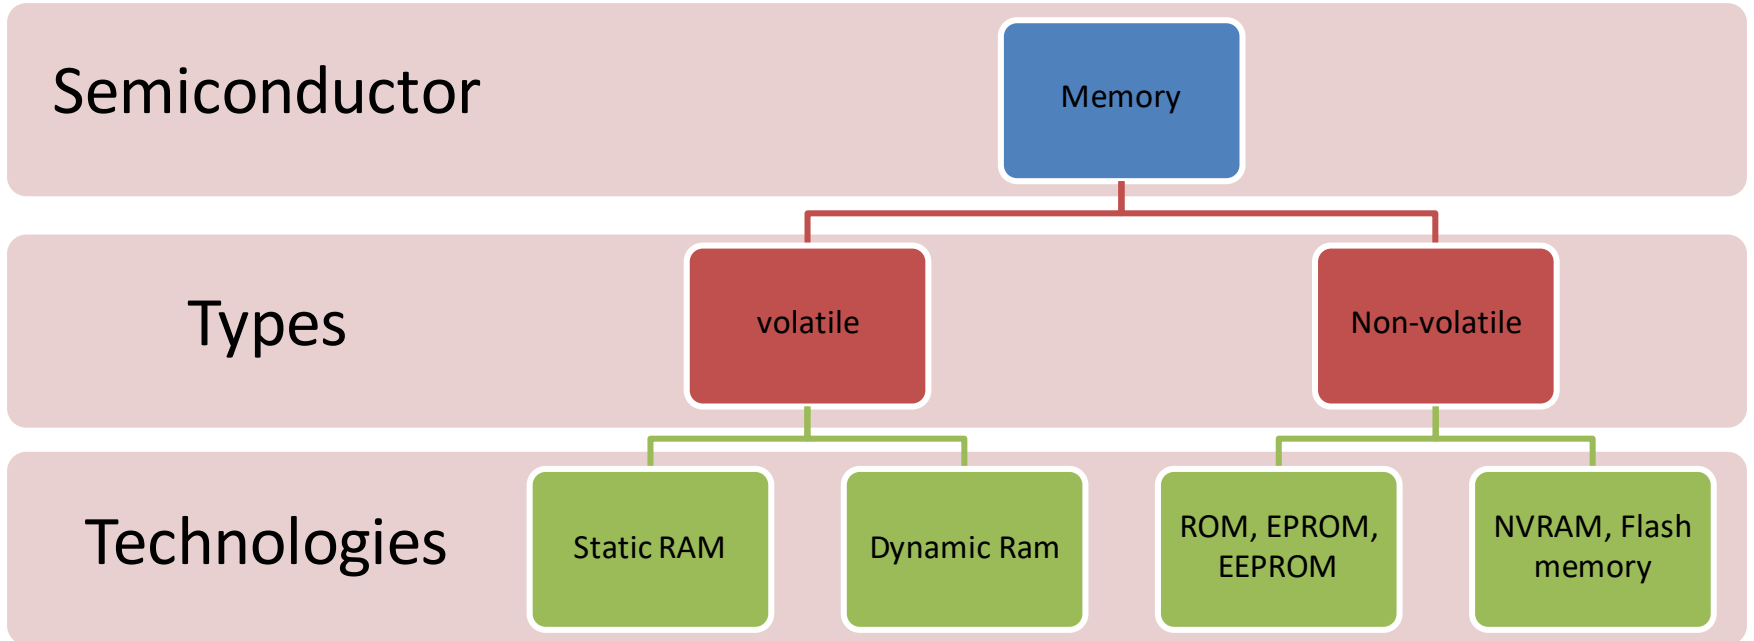 Semiconductor
Memory
Types
volatile
Non-volatile
Technologies
Static RAM
Dynamic Ram
ROM, EPROM,
EEPROM
NVRAM, Flash
memory